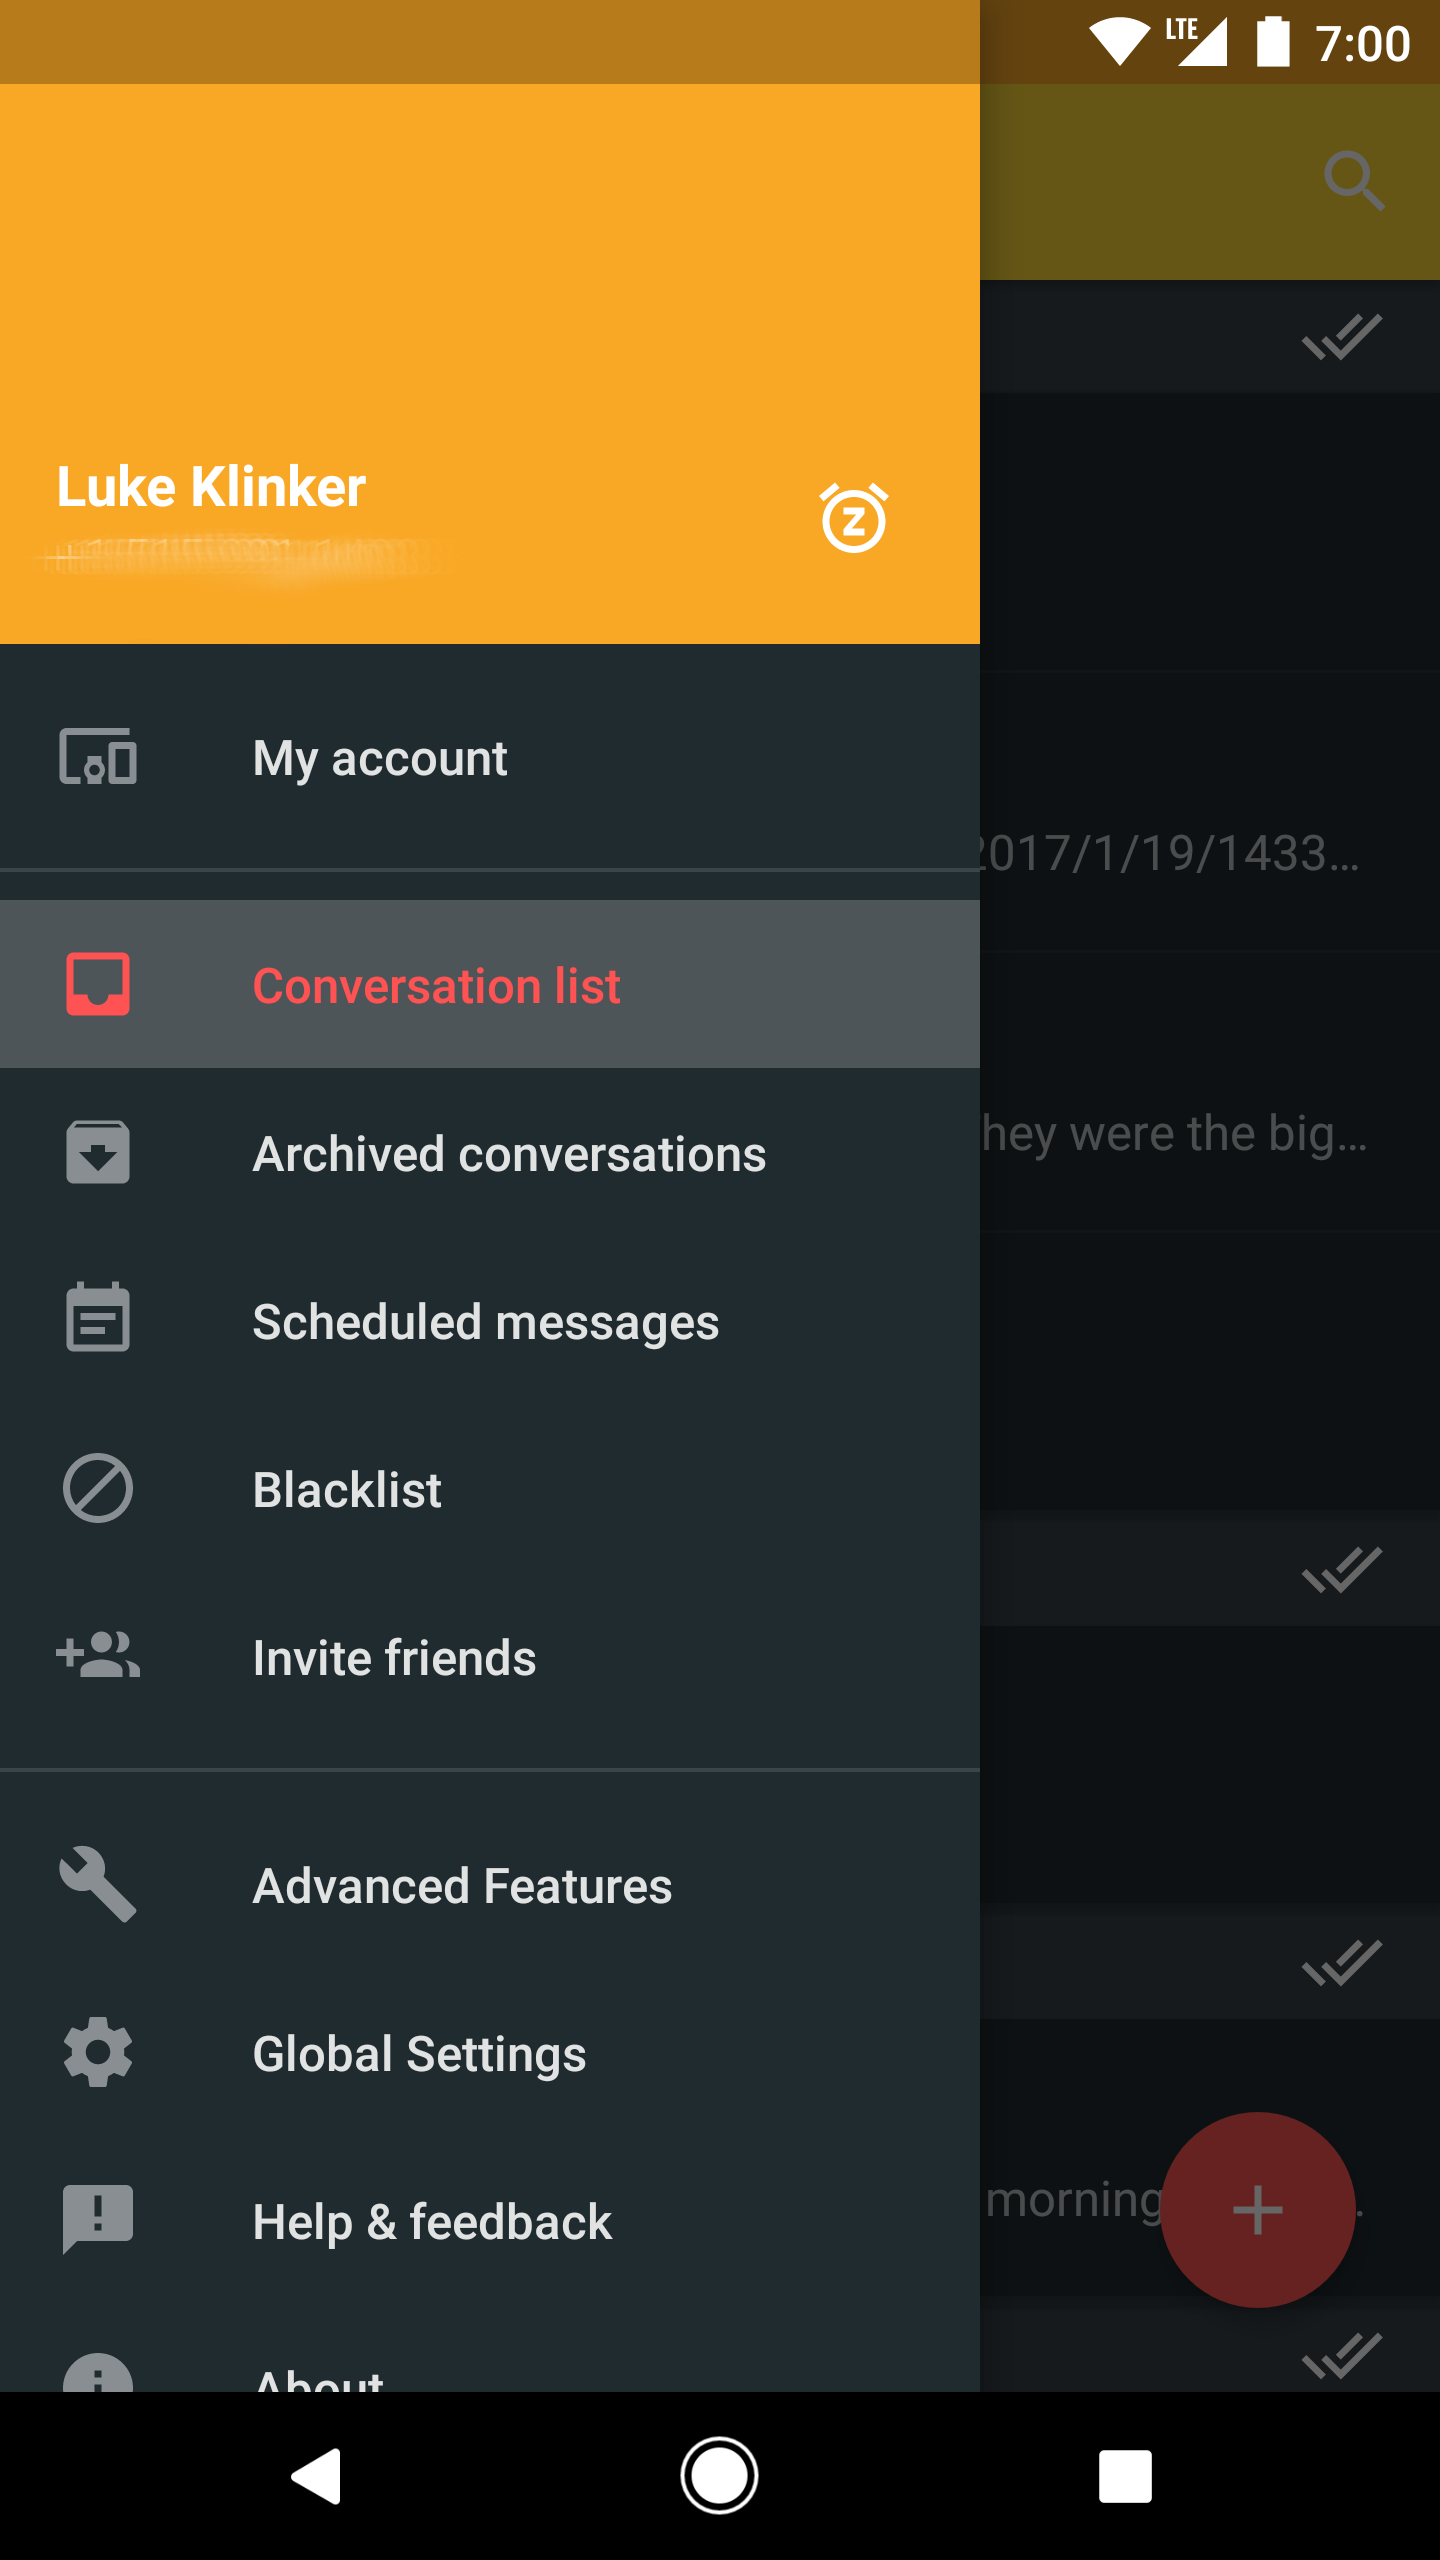 LTE 7:00
Luke Klinker
My account
2017/1/19/1433…
Conversation list
Archived conversations
hey were the big…
Scheduled messages
Blacklist
Invite friends
Advanced Features
Global Settings
Help & feedback
morning
About